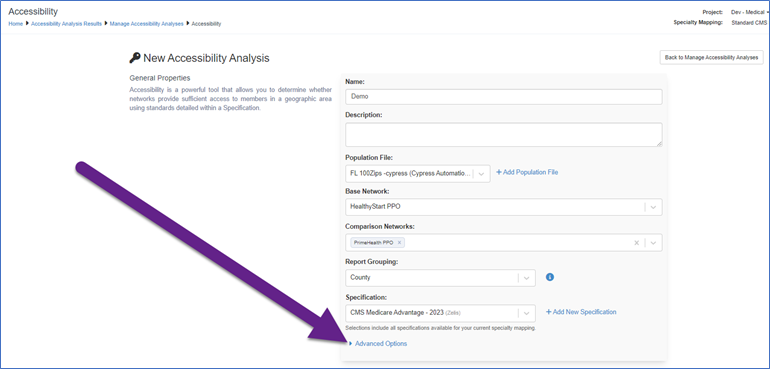 Accessibility
Project: Dev - Medical
Home Accessibility Analysis Results Manage Accessibility Analyses Accessibility
Specialty Mapping: Standard CMS
New Accessibility Analysis
Back to Manage Accessibility Analyses
General Properties
Accessibility is a powerful tool that allows you to determine whether
networks provide sufficient access to members in a geographic area
using standards detailed within a Specification.
Name:
Demo
Description:
Population File:
FL 100Zips -cypress (Cypress Automatio...
+ Add Population File
Base Network:
HealthyStart PPO
Comparison Networks:
PrimeHealth PPO ×
Report Grouping:
County
Specification:
CMS Medicare Advantage - 2023 (Zelis)
+ Add New Specification
Selections include all specifications available for your current specialty mapping.
Advanced Options